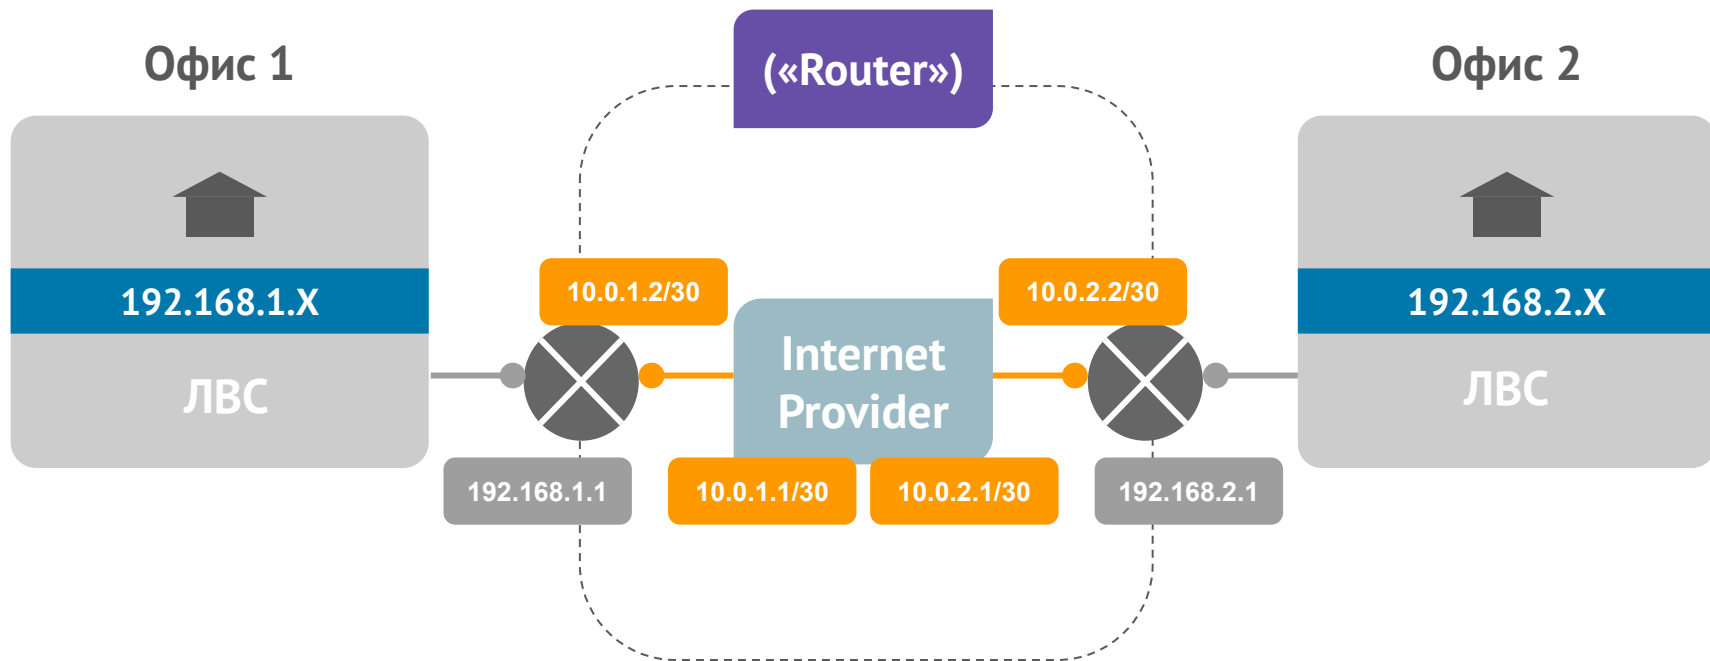 Офис 1
(«Router»)
Офис 2
192.168.1.X
ЛВС
10.0.1.2/30
10.0.2.2/30
Internet
Provider
192.168.2.X
ЛВС
192.168.1.1
10.0.1.1/30
10.0.2.1/30
192.168.2.1